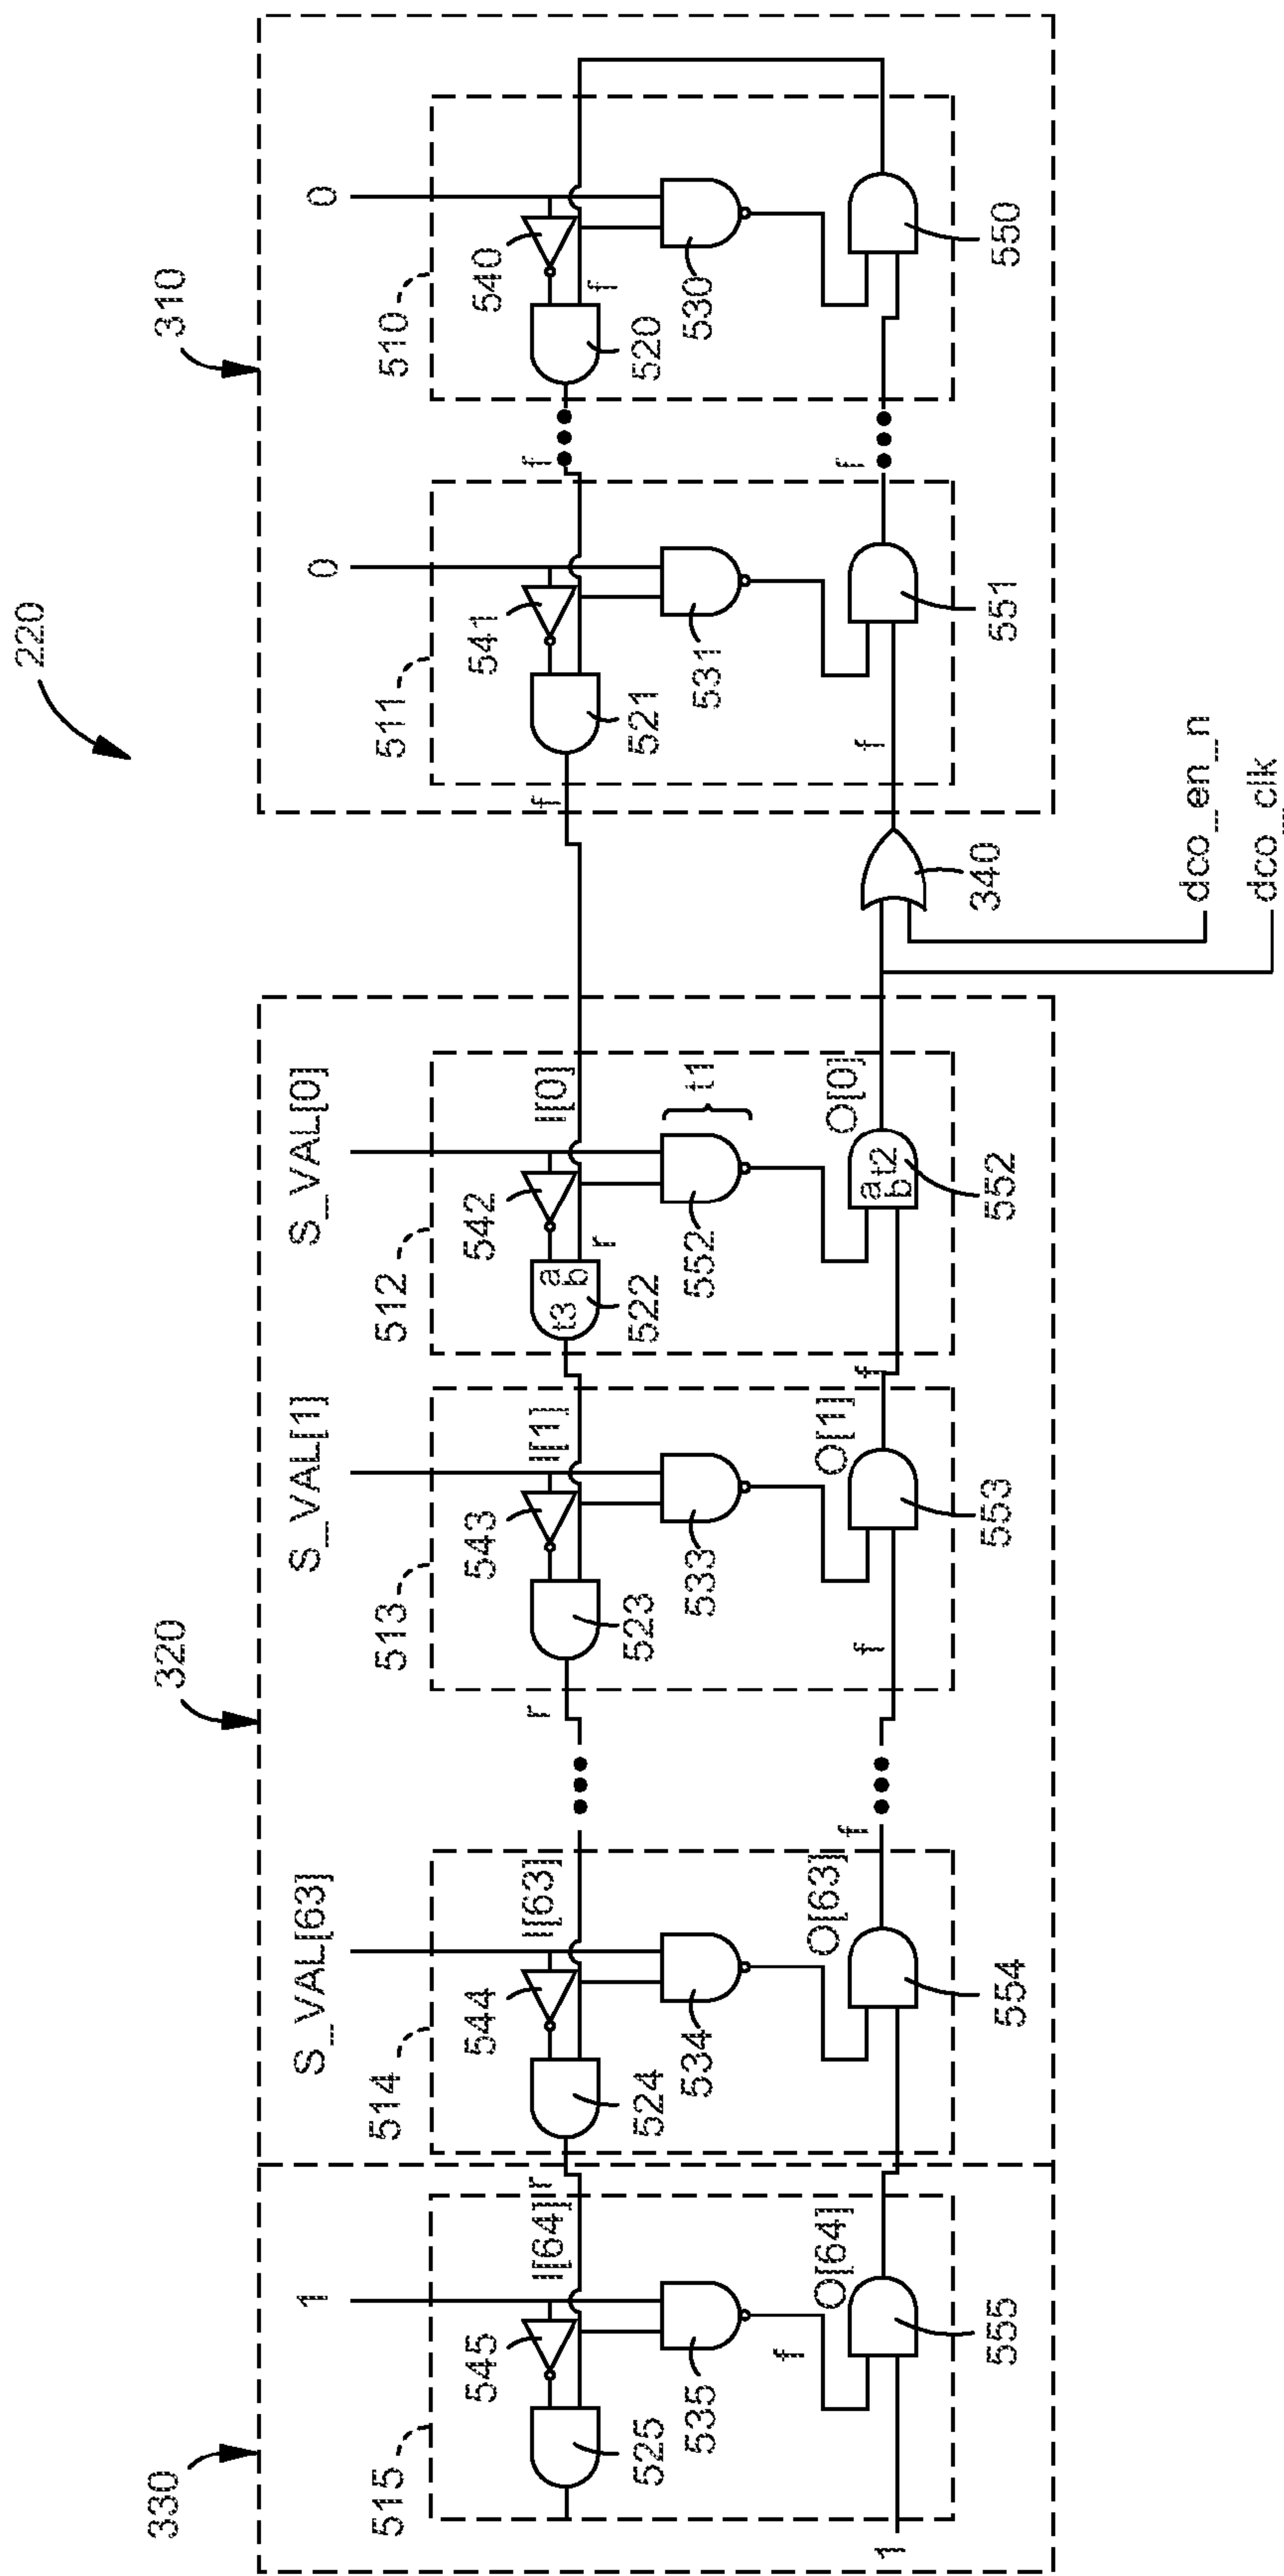 220
330
320
310
1
S_VAL[63]
S_VAL[1]
S_VAL[0]
0
0
515
514
513
512
511
510
545
544
543
542
541
540
I[64]
r
I[63]
r
I[1]
I[0]
f
f
t3
a
b
r
f
525
524
523
522
521
520
535
534
533
552
t1
531
530
f
O[64]
O[63]
f
f
O[1]
f
O[0]
a
b
t2
f
f
1
555
554
553
552
340
551
550
dco_en_n
dco_clk